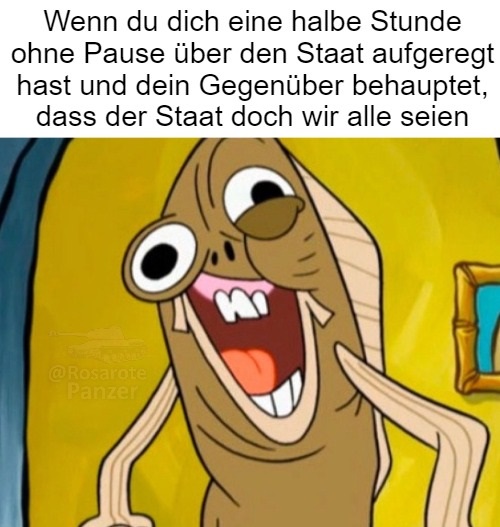 Wenn du dich eine halbe Stunde
ohne Pause über den Staat aufgeregt
hast und dein Gegenüber behauptet,
dass der Staat doch wir alle seien
@Rosarote
Panzer